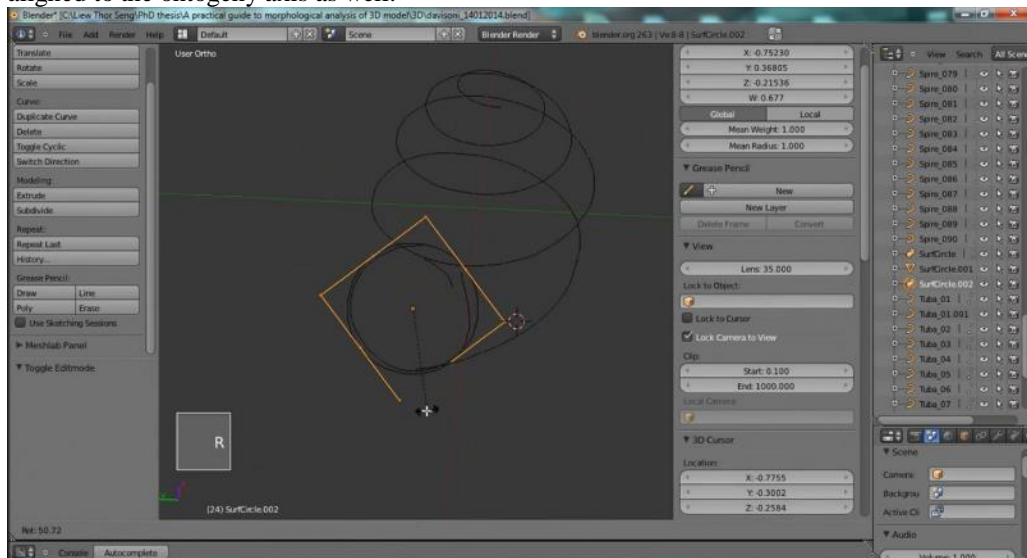 aligned to the ontogeny axis as well.
Blender* [C:\Liew Thor Seng\PhD thesis\A practical guide to morphological analysis of 3D model\3D\davisoni_14012014.blend]
File Add Render Help Default Scene Blender Render blender.org 263 | Ve:8-8 | SurfCircle.002
Translate
Rotate
Scale
Curve:
Duplicate Curve
Delete
Toggle Cyclic
Switch Direction
Modeling:
Extrude
Subdivide
Repeat:
Repeat Last
History...
Grease Pencil:
Draw Line
Poly Erase
Use Sketching Sessions
Meshlab Panel
Toggle Editmode
User Ortho
R
(24) SurfCircle.002
Rot: 50.72
Console Autocomplete
X: -0.75230
Y: 0.36805
Z: -0.21536
W: 0.677
Global Local
Mean Weight: 1.000
Mean Radius: 1.000
Grease Pencil
New
New Layer
Delete Frame Convert
View
Lens: 35.000
Lock to Object:
Lock to Cursor
Lock Camera to View
Clip:
Start: 0.100
End: 1000.000
Local Camera:
3D Cursor
Location:
X: -0.7755
Y: -0.3002
Z: -0.2584
View Search All Scen
Spire_079
Spire_080
Spire_081
Spire_082
Spire_083
Spire_084
Spire_085
Spire_086
Spire_087
Spire_088
Spire_089
Spire_090
SurfCircle
SurfCircle.001
SurfCircle.002
Tuba_01
Tuba_01.001
Tuba_02
Tuba_03
Tuba_04
Tuba_05
Tuba_06
Tuba_07
Scene
Camera:
Backgrou
Active Cli
Audio
Volume: 1.000